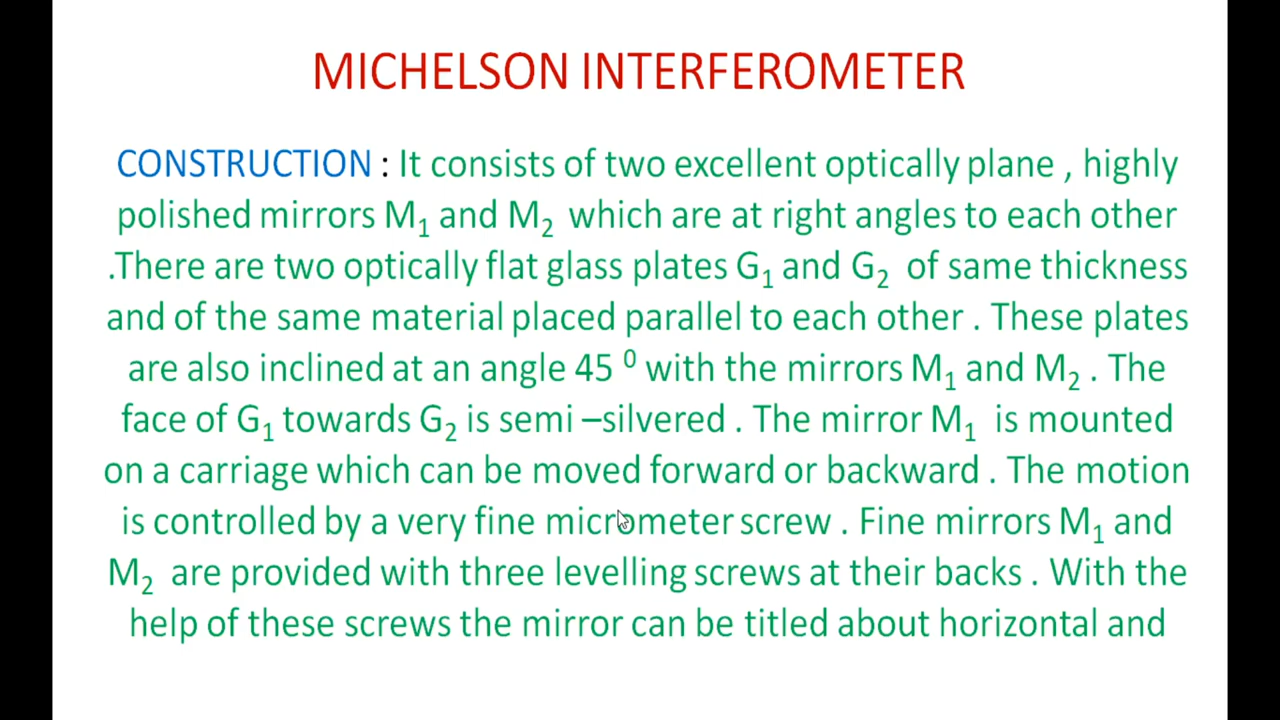 MICHELSON INTERFEROMETER
CONSTRUCTION : It consists of two excellent optically plane , highly
polished mirrors M₁ and M₂ which are at right angles to each other
.There are two optically flat glass plates G₁ and G₂ of same thickness
and of the same material placed parallel to each other . These plates
are also inclined at an angle 45 ⁰ with the mirrors M₁ and M₂ . The
face of G₁ towards G₂ is semi –silvered . The mirror M₁ is mounted
on a carriage which can be moved forward or backward . The motion
is controlled by a very fine micrometer screw . Fine mirrors M₁ and
M₂ are provided with three levelling screws at their backs . With the
help of these screws the mirror can be titled about horizontal and